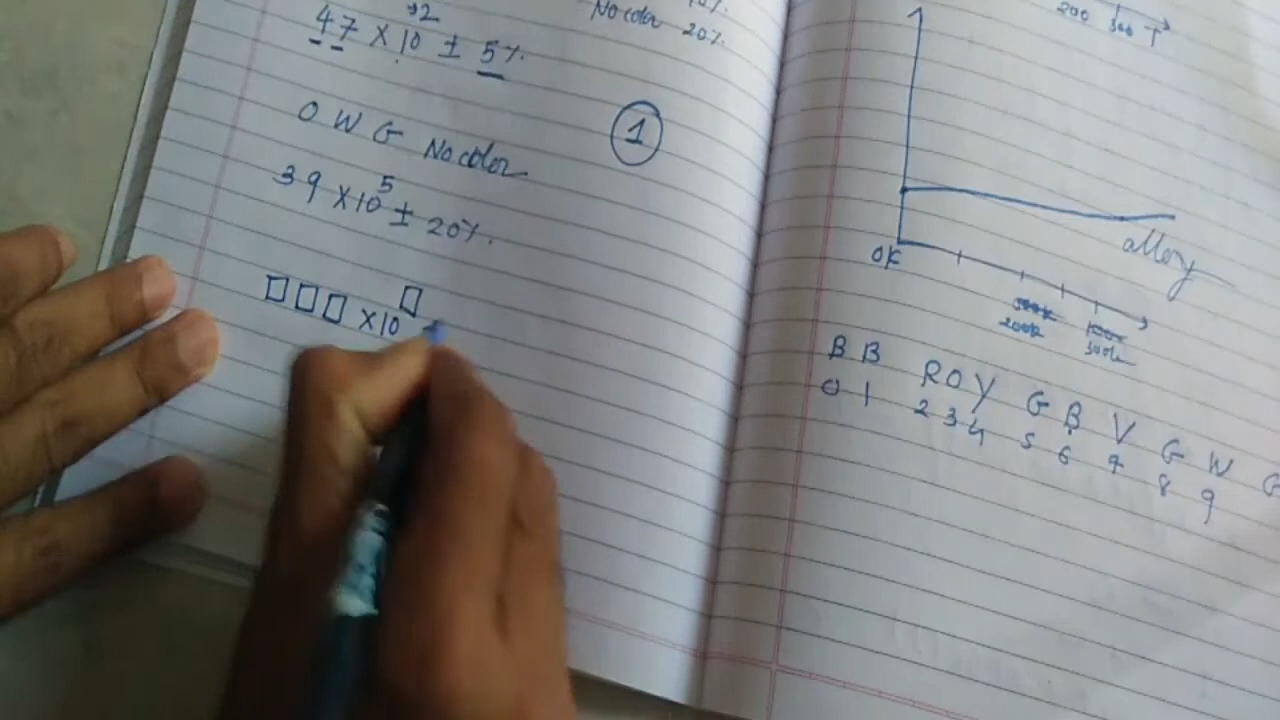 47 × 10^+2 ± 5%.
No color 20%.
O W G No color
1
39 × 10^5 ± 20%.
□□□ × 10^□
200 300 T
alloy
0K
200k
300k
B B R O Y G B V G W G
0 1 2 3 4 5 6 7 8 9